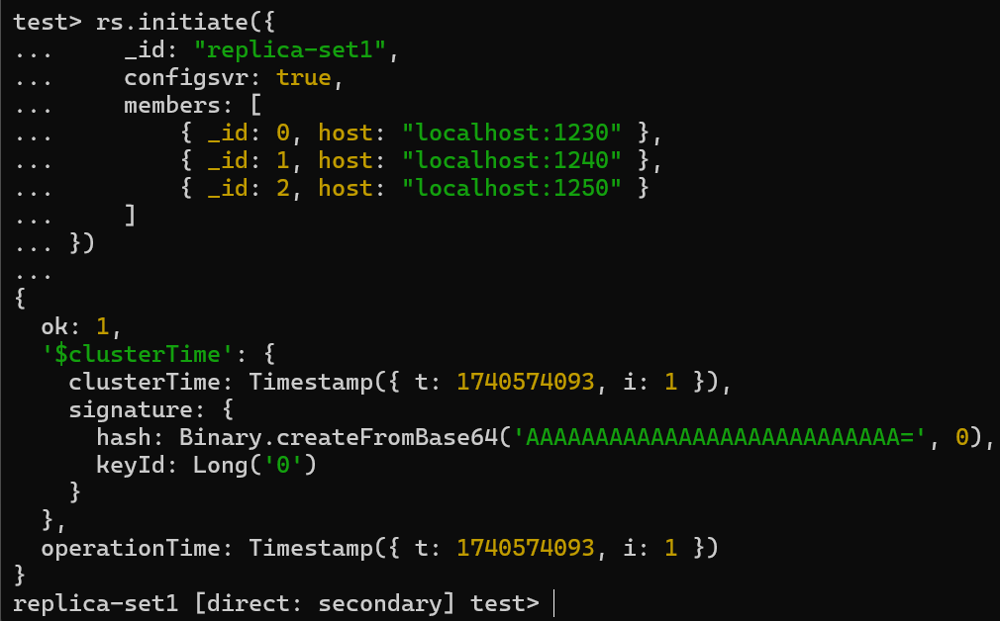 test> rs.initiate({
...     _id: "replica-set1",
...     configsvr: true,
...     members: [
...         { _id: 0, host: "localhost:1230" },
...         { _id: 1, host: "localhost:1240" },
...         { _id: 2, host: "localhost:1250" }
...     ]
... })
...
{
  ok: 1,
  '$clusterTime': {
    clusterTime: Timestamp({ t: 1740574093, i: 1 }),
    signature: {
      hash: Binary.createFromBase64('AAAAAAAAAAAAAAAAAAAAAAAAAAA=', 0),
      keyId: Long('0')
    }
  },
  operationTime: Timestamp({ t: 1740574093, i: 1 })
}
replica-set1 [direct: secondary] test>